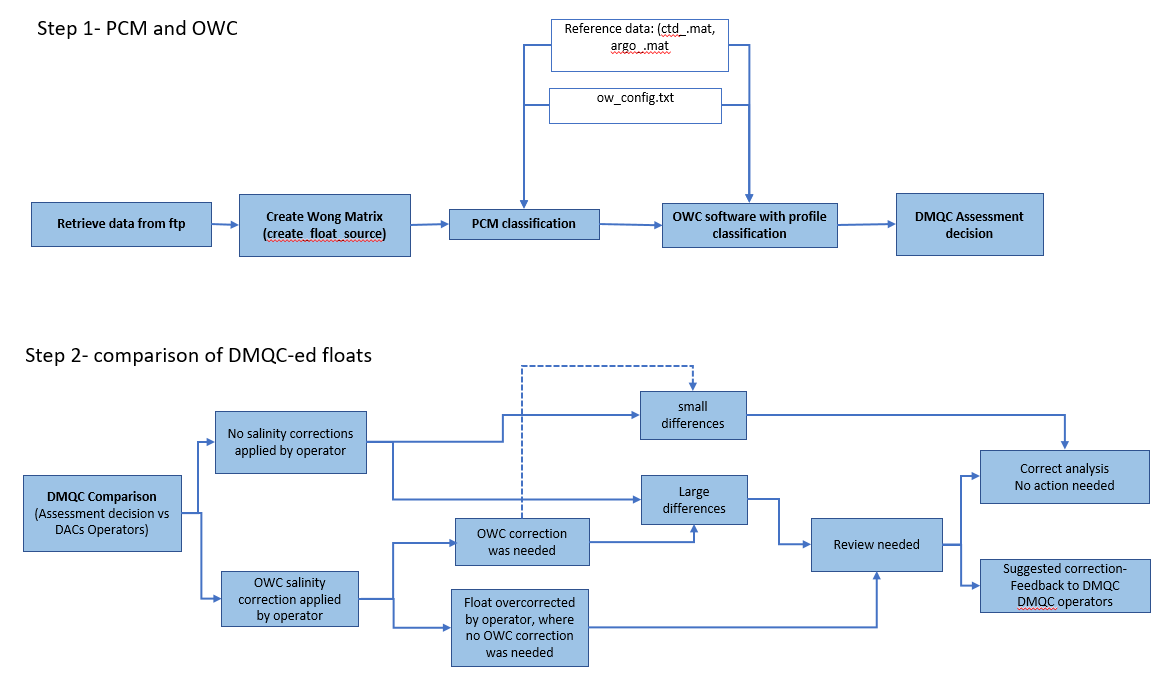 Step 1- PCM and OWC
Reference data: (ctd_.mat,
argo_.mat
ow_config.txt
Retrieve data from ftp
Create Wong Matrix
(create_float_source)
PCM classification
OWC software with profile
classification
DMQC Assessment
decision
Step 2- comparison of DMQC-ed floats
No salinity corrections
applied by operator
small
differences
DMQC Comparison
(Assessment decision vs
DACs Operators)
Large
differences
Correct analysis
No action needed
OWC correction
was needed
Review needed
OWC salinity
correction applied
by operator
Float overcorrected
by operator, where
no OWC correction
was needed
Suggested correction-
Feedback to DMQC
DMQC operators